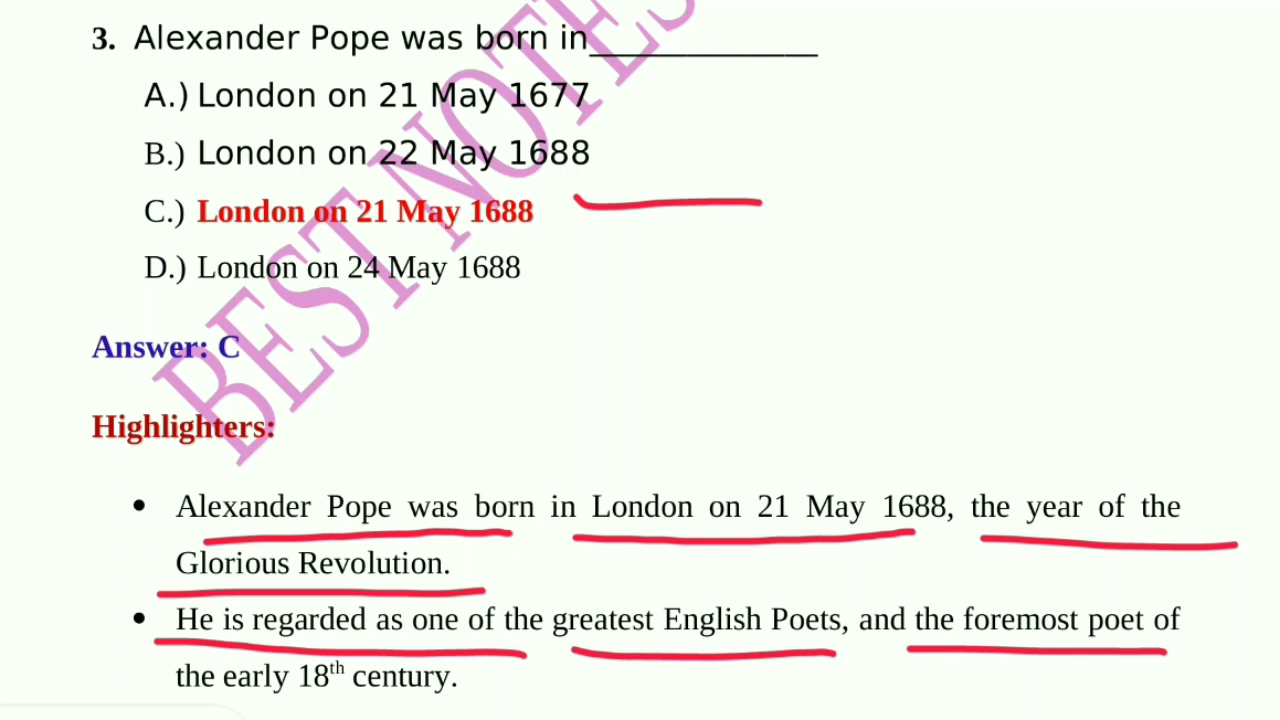 3. Alexander Pope was born in______________
A.) London on 21 May 1677
B.) London on 22 May 1688
C.) London on 21 May 1688
D.) London on 24 May 1688
Answer: C
Highlighters:
• Alexander Pope was born in London on 21 May 1688, the year of the
Glorious Revolution.
• He is regarded as one of the greatest English Poets, and the foremost poet of
the early 18th century.
BEST NOTES